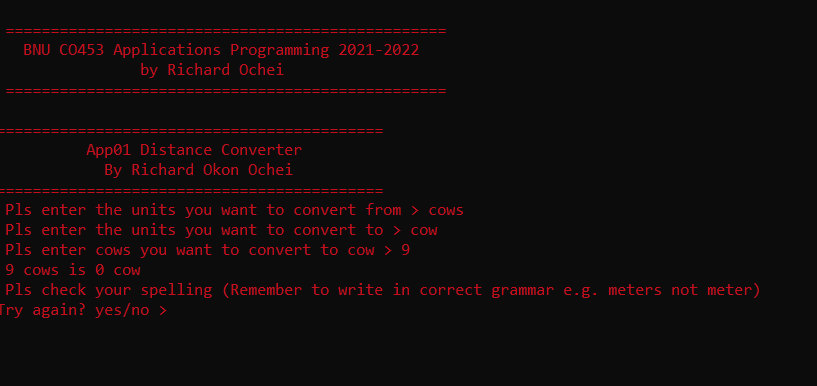 =================================================
BNU CO453 Applications Programming 2021-2022
by Richard Ochei
=================================================
===========================================
App01 Distance Converter
By Richard Okon Ochei
===========================================
Pls enter the units you want to convert from > cows
Pls enter the units you want to convert to > cow
Pls enter cows you want to convert to cow > 9
9 cows is 0 cow
Pls check your spelling (Remember to write in correct grammar e.g. meters not meter)
Try again? yes/no >